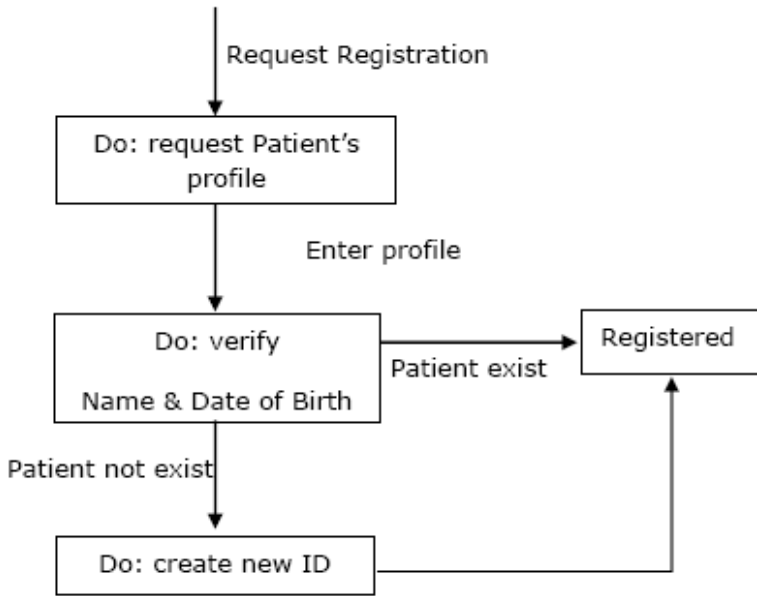 Request Registration
Do: request Patient's
profile
Enter profile
Do: verify
Name & Date of Birth
Patient exist
Registered
Patient not exist
Do: create new ID